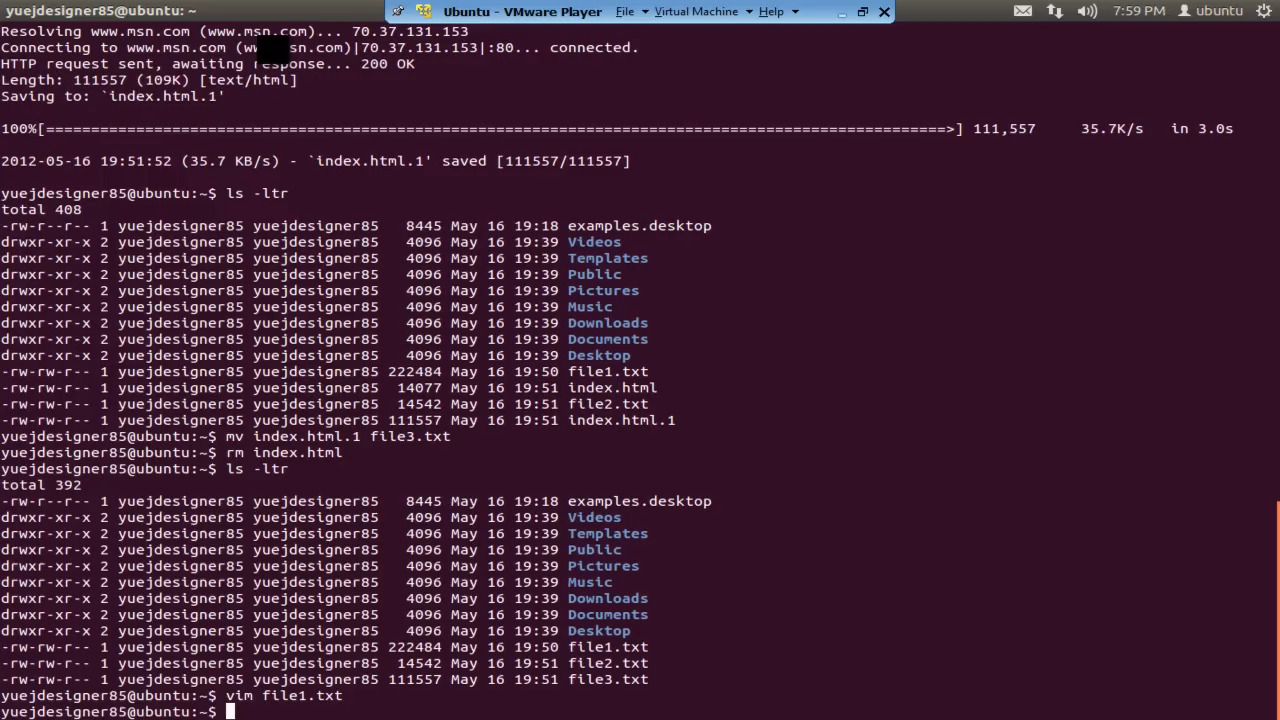 yuejdesigner85@ubuntu: ~
Ubuntu - VMware Player File Virtual Machine Help
7:59 PM ubuntu
Resolving www.msn.com (www.msn.com)... 70.37.131.153
Connecting to www.msn.com (ww sn.com)|70.37.131.153|:80... connected.
HTTP request sent, awaiting response... 200 OK
Length: 111557 (109K) [text/html]
Saving to: `index.html.1'
100%[====================================================================================================>] 111,557 35.7K/s in 3.0s
2012-05-16 19:51:52 (35.7 KB/s) - `index.html.1' saved [111557/111557]
yuejdesigner85@ubuntu:~$ ls -ltr
total 408
-rw-r--r-- 1 yuejdesigner85 yuejdesigner85 8445 May 16 19:18 examples.desktop
drwxr-xr-x 2 yuejdesigner85 yuejdesigner85 4096 May 16 19:39 Videos
drwxr-xr-x 2 yuejdesigner85 yuejdesigner85 4096 May 16 19:39 Templates
drwxr-xr-x 2 yuejdesigner85 yuejdesigner85 4096 May 16 19:39 Public
drwxr-xr-x 2 yuejdesigner85 yuejdesigner85 4096 May 16 19:39 Pictures
drwxr-xr-x 2 yuejdesigner85 yuejdesigner85 4096 May 16 19:39 Music
drwxr-xr-x 2 yuejdesigner85 yuejdesigner85 4096 May 16 19:39 Downloads
drwxr-xr-x 2 yuejdesigner85 yuejdesigner85 4096 May 16 19:39 Documents
drwxr-xr-x 2 yuejdesigner85 yuejdesigner85 4096 May 16 19:39 Desktop
-rw-rw-r-- 1 yuejdesigner85 yuejdesigner85 222484 May 16 19:50 file1.txt
-rw-rw-r-- 1 yuejdesigner85 yuejdesigner85 14077 May 16 19:51 index.html
-rw-rw-r-- 1 yuejdesigner85 yuejdesigner85 14542 May 16 19:51 file2.txt
-rw-rw-r-- 1 yuejdesigner85 yuejdesigner85 111557 May 16 19:51 index.html.1
yuejdesigner85@ubuntu:~$ mv index.html.1 file3.txt
yuejdesigner85@ubuntu:~$ rm index.html
yuejdesigner85@ubuntu:~$ ls -ltr
total 392
-rw-r--r-- 1 yuejdesigner85 yuejdesigner85 8445 May 16 19:18 examples.desktop
drwxr-xr-x 2 yuejdesigner85 yuejdesigner85 4096 May 16 19:39 Videos
drwxr-xr-x 2 yuejdesigner85 yuejdesigner85 4096 May 16 19:39 Templates
drwxr-xr-x 2 yuejdesigner85 yuejdesigner85 4096 May 16 19:39 Public
drwxr-xr-x 2 yuejdesigner85 yuejdesigner85 4096 May 16 19:39 Pictures
drwxr-xr-x 2 yuejdesigner85 yuejdesigner85 4096 May 16 19:39 Music
drwxr-xr-x 2 yuejdesigner85 yuejdesigner85 4096 May 16 19:39 Downloads
drwxr-xr-x 2 yuejdesigner85 yuejdesigner85 4096 May 16 19:39 Documents
drwxr-xr-x 2 yuejdesigner85 yuejdesigner85 4096 May 16 19:39 Desktop
-rw-rw-r-- 1 yuejdesigner85 yuejdesigner85 222484 May 16 19:50 file1.txt
-rw-rw-r-- 1 yuejdesigner85 yuejdesigner85 14542 May 16 19:51 file2.txt
-rw-rw-r-- 1 yuejdesigner85 yuejdesigner85 111557 May 16 19:51 file3.txt
yuejdesigner85@ubuntu:~$ vim file1.txt
yuejdesigner85@ubuntu:~$